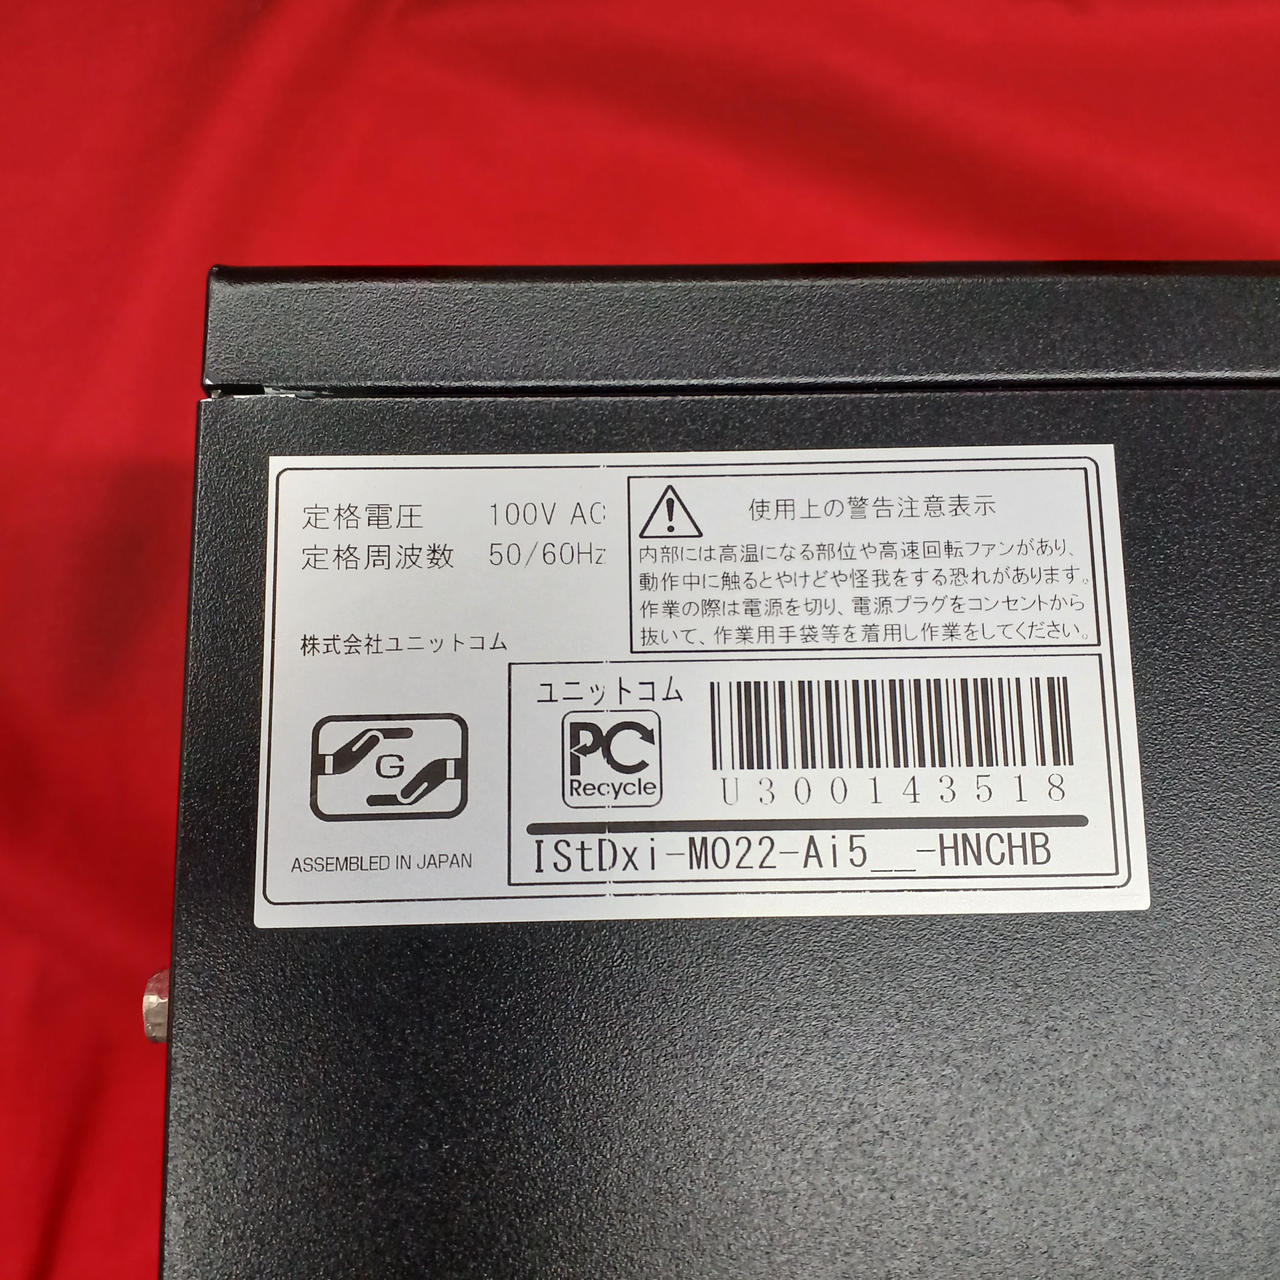 定格電圧 100V AC
定格周波数 50/60Hz
株式会社ユニットコム
使用上の警告注意表示
内部には高温になる部位や高速回転ファンがあり、
動作中に触るとやけどや怪我をする恐れがあります。
作業の際は電源を切り、電源プラグをコンセントから
抜いて、作業用手袋等を着用し作業をしてください。
G
ASSEMBLED IN JAPAN
ユニットコム
PC
Recycle
U300143518
IStDxi-M022-Ai5__-HNCHB